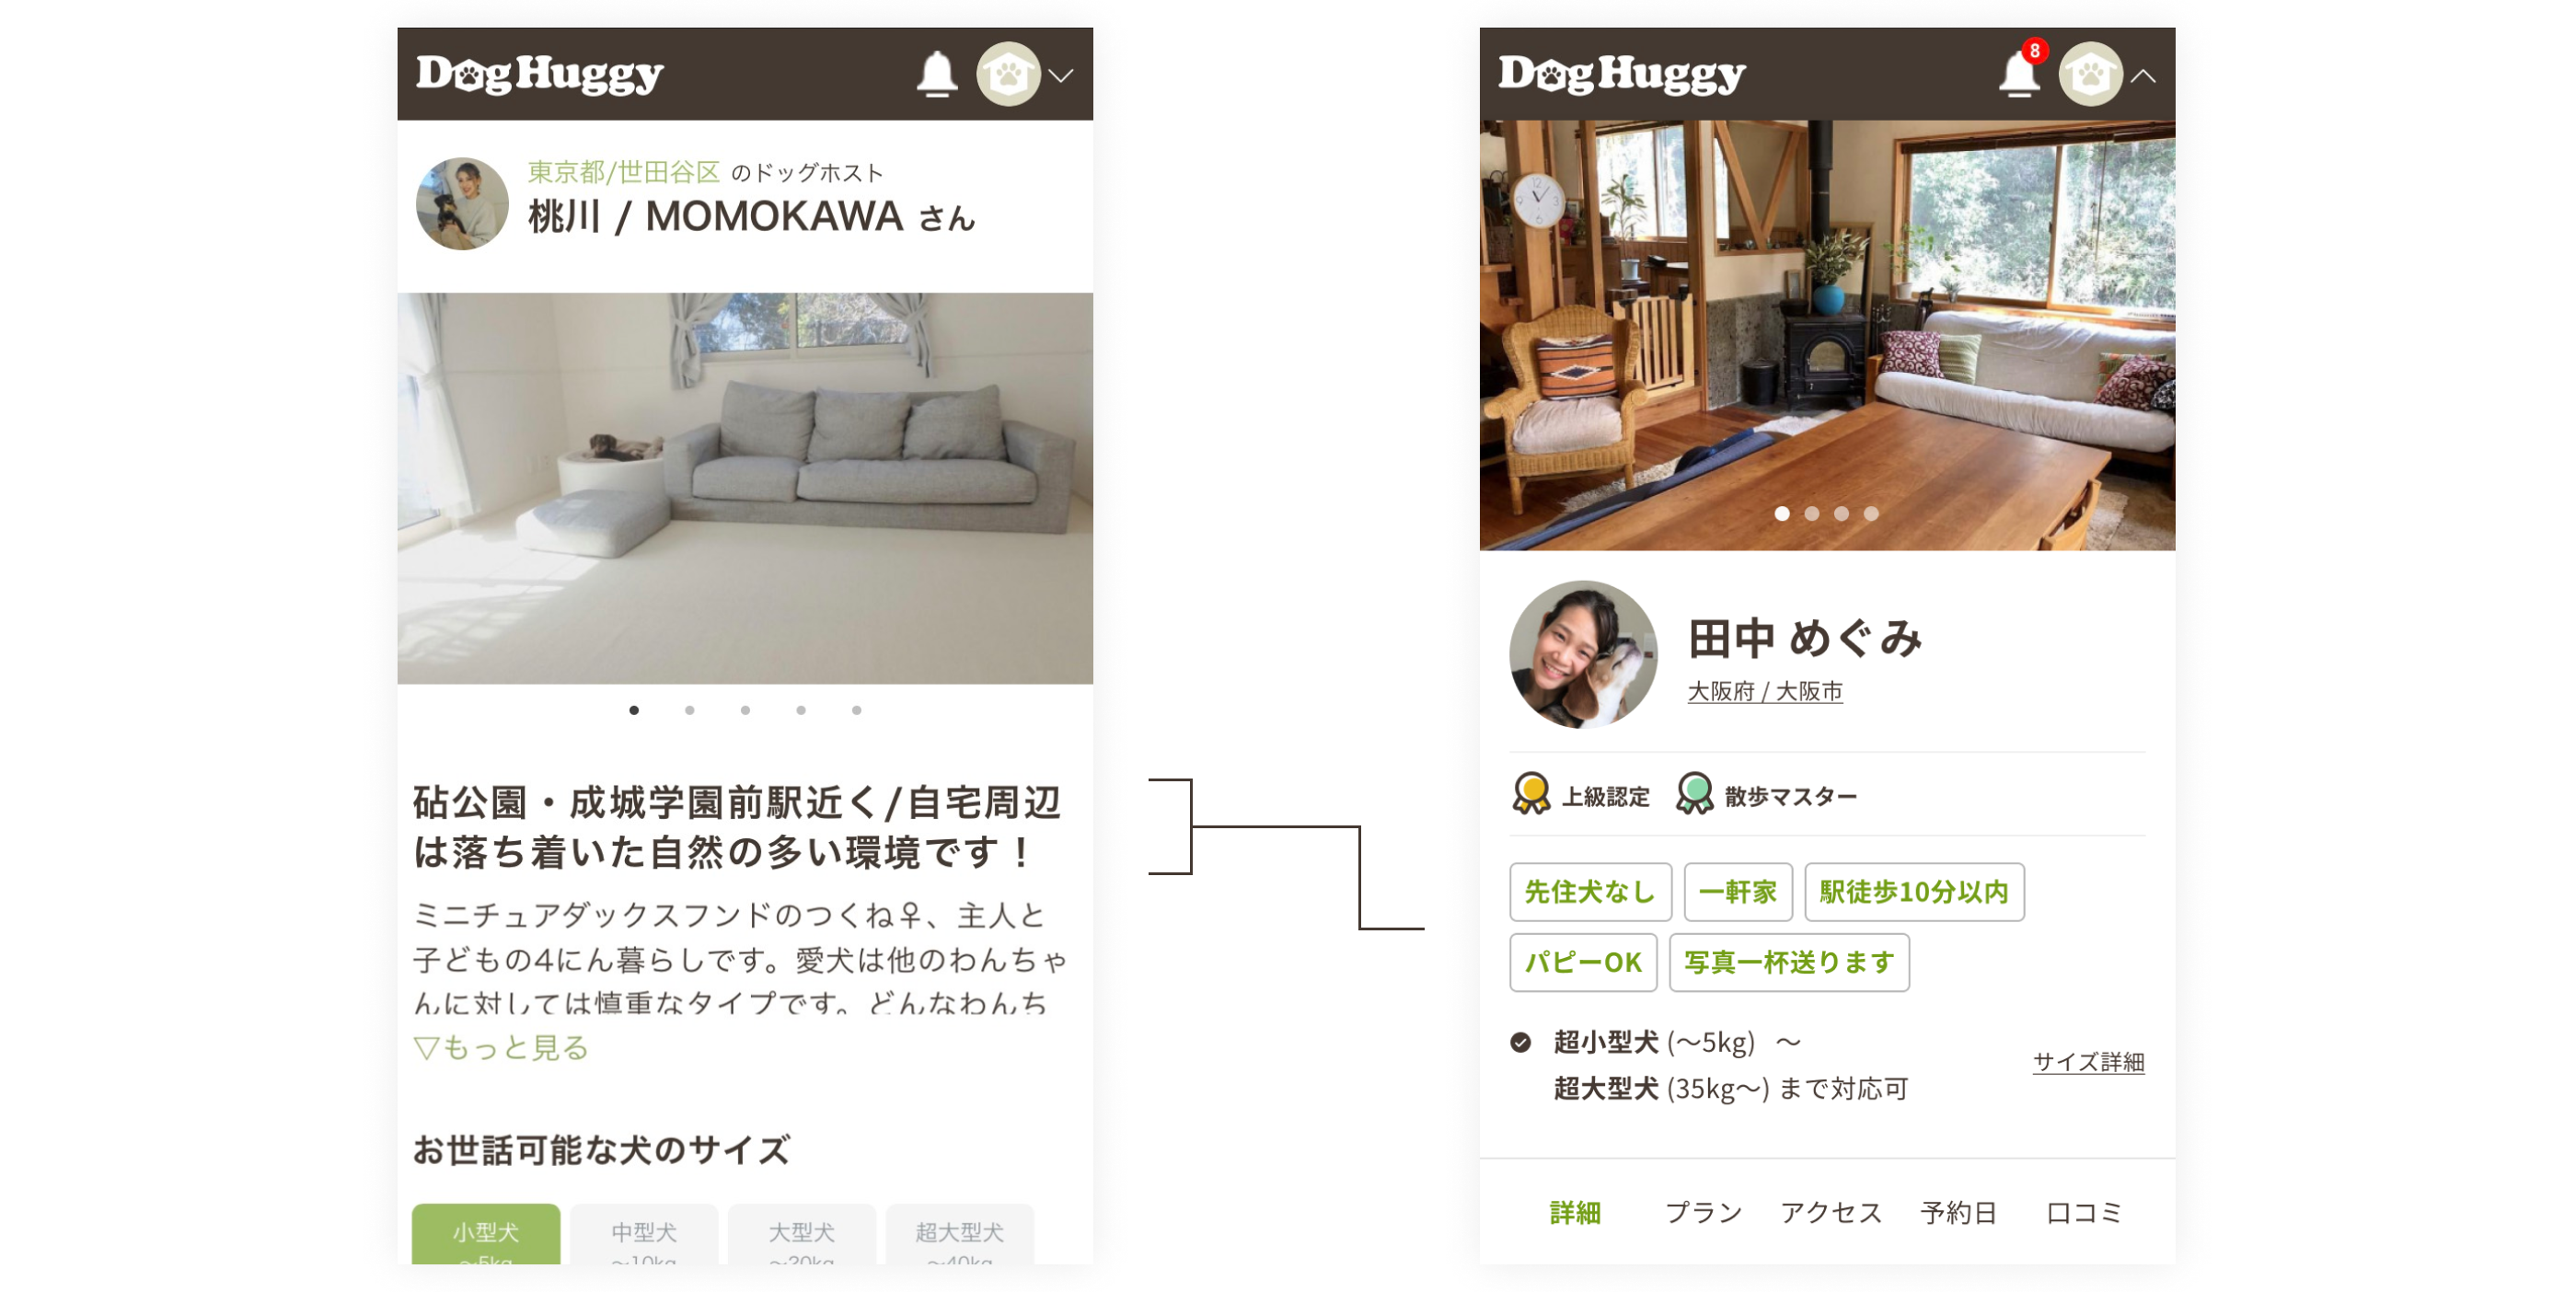 DogHuggy
東京都/世田谷区 のドッグホスト
桃川 / MOMOKAWA さん
砧公園・成城学園前駅近く/自宅周辺
は落ち着いた自然の多い環境です！
ミニチュアダックスフンドのつくね♀、主人と
子どもの4にん暮らしです。愛犬は他のわんちゃ
んに対しては慎重なタイプです。どんなわんち
▽もっと見る
お世話可能な犬のサイズ
小型犬 中型犬 大型犬 超大型犬
～5kg ～10kg ～20kg ～40kg
DogHuggy
8
田中 めぐみ
大阪府 / 大阪市
上級認定 散歩マスター
先住犬なし 一軒家 駅徒歩10分以内
パピーOK 写真一杯送ります
超小型犬 (～5kg) ～
超大型犬 (35kg～) まで対応可
サイズ詳細
詳細 プラン アクセス 予約日 口コミ